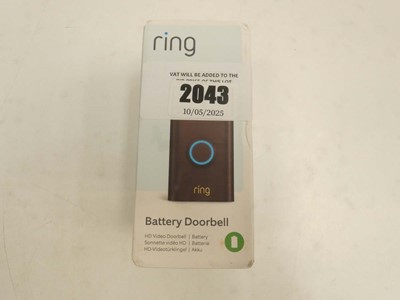 ring
VAT WILL BE ADDED TO THE
2043
10/05/2025
ring
Battery Doorbell
HD Video Doorbell | Battery
Sonnette vidéo HD | Batterie
HD-Videotürklingel | Akku